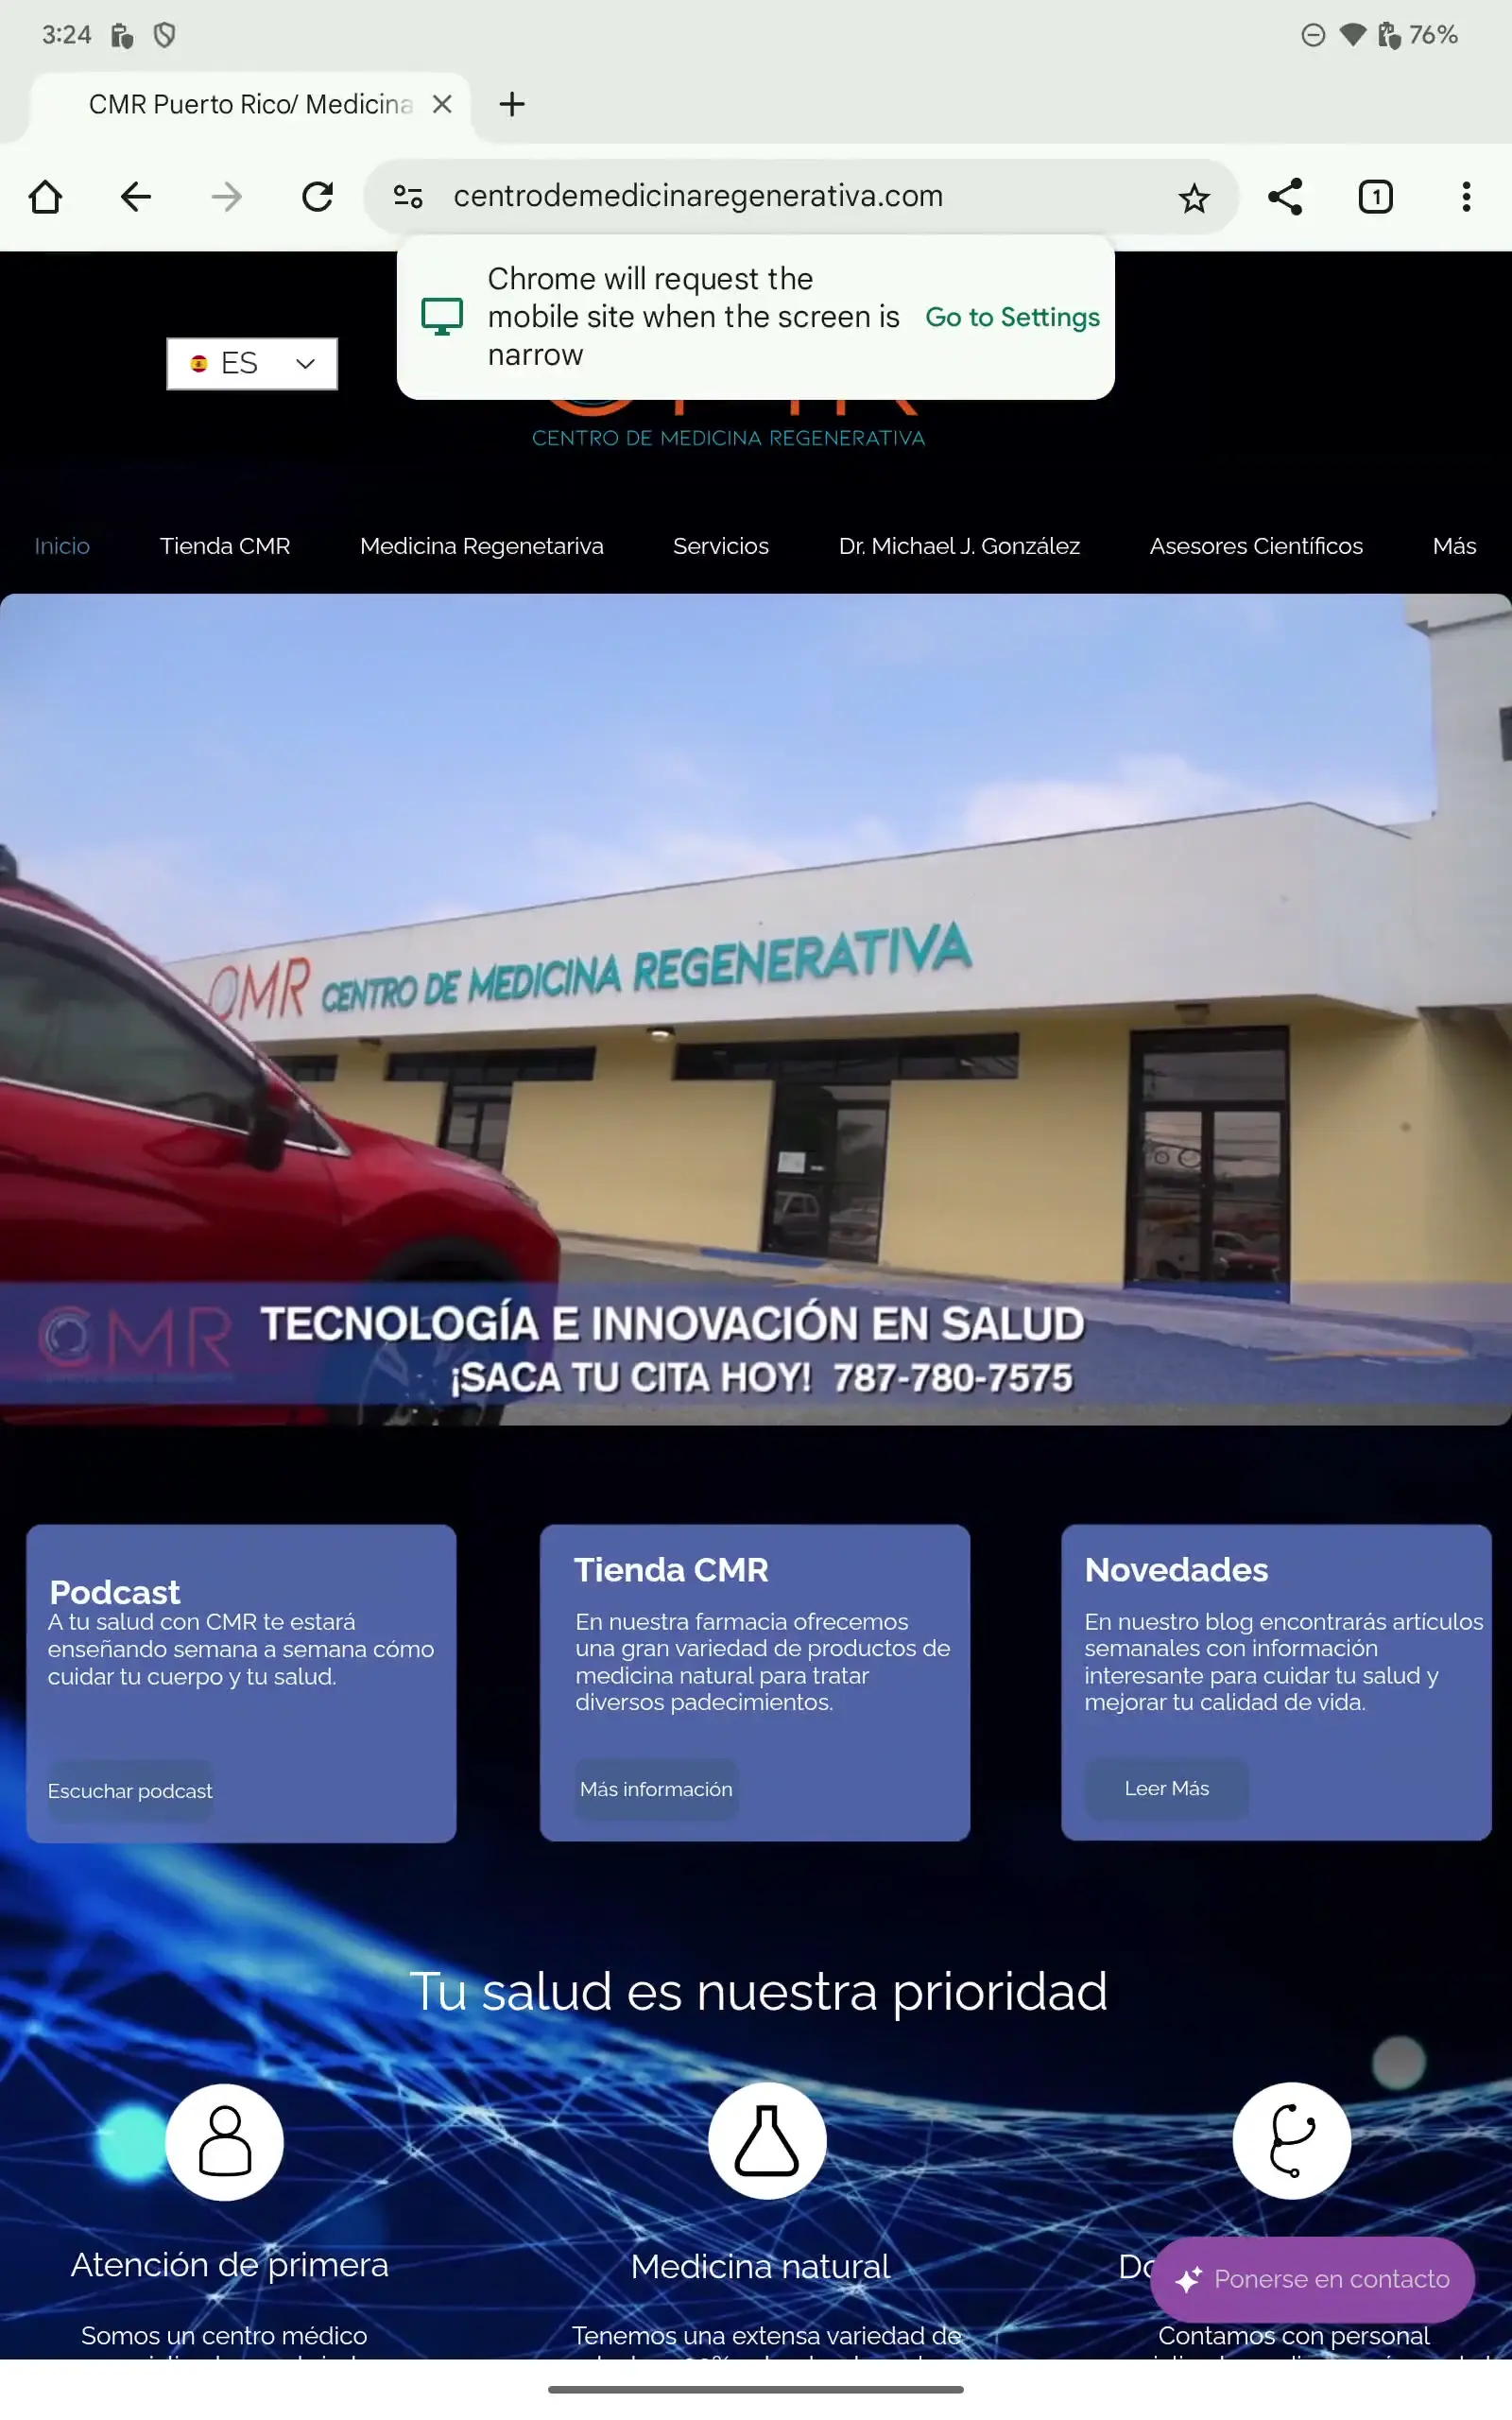 3:24
76%
CMR Puerto Rico/ Medicina
centrodemedicinaregenerativa.com
1
Chrome will request the
mobile site when the screen is
narrow
Go to Settings
ES
CENTRO DE MEDICINA REGENERATIVA
Inicio Tienda CMR Medicina Regenetariva Servicios Dr. Michael J. González Asesores Científicos Más
CMR CENTRO DE MEDICINA REGENERATIVA
CMR
TECNOLOGÍA E INNOVACIÓN EN SALUD
¡SACA TU CITA HOY! 787-780-7575
Podcast
A tu salud con CMR te estará
enseñando semana a semana cómo
cuidar tu cuerpo y tu salud.
Escuchar podcast
Tienda CMR
En nuestra farmacia ofrecemos
una gran variedad de productos de
medicina natural para tratar
diversos padecimientos.
Más información
Novedades
En nuestro blog encontrarás artículos
semanales con información
interesante para cuidar tu salud y
mejorar tu calidad de vida.
Leer Más
Tu salud es nuestra prioridad
Atención de primera
Somos un centro médico
Medicina natural
Tenemos una extensa variedad de
Ponerse en contacto
Contamos con personal